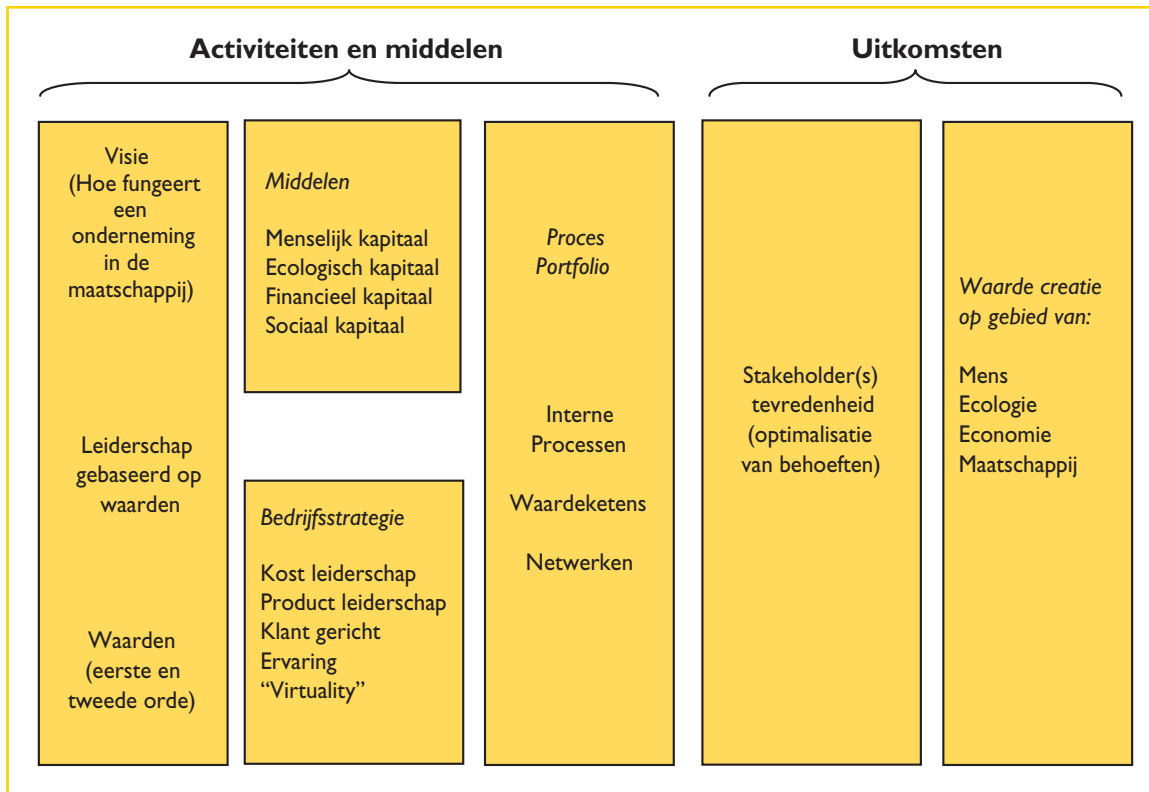 Activiteiten en middelen
Uitkomsten
Visie
(Hoe fungeert
een
onderneming
in de
maatschappij)
Leiderschap
gebaseerd op
waarden
Waarden
(eerste en
tweede orde)
Middelen
Menselijk kapitaal
Ecologisch kapitaal
Financieel kapitaal
Sociaal kapitaal
Bedrijfsstrategie
Kost leiderschap
Product leiderschap
Klant gericht
Ervaring
“Virtuality”
Proces
Portfolio
Interne
Processen
Waardeketens
Netwerken
Stakeholder(s)
tevredenheid
(optimalisatie
van behoeften)
Waarde creatie
op gebied van:
Mens
Ecologie
Economie
Maatschappij